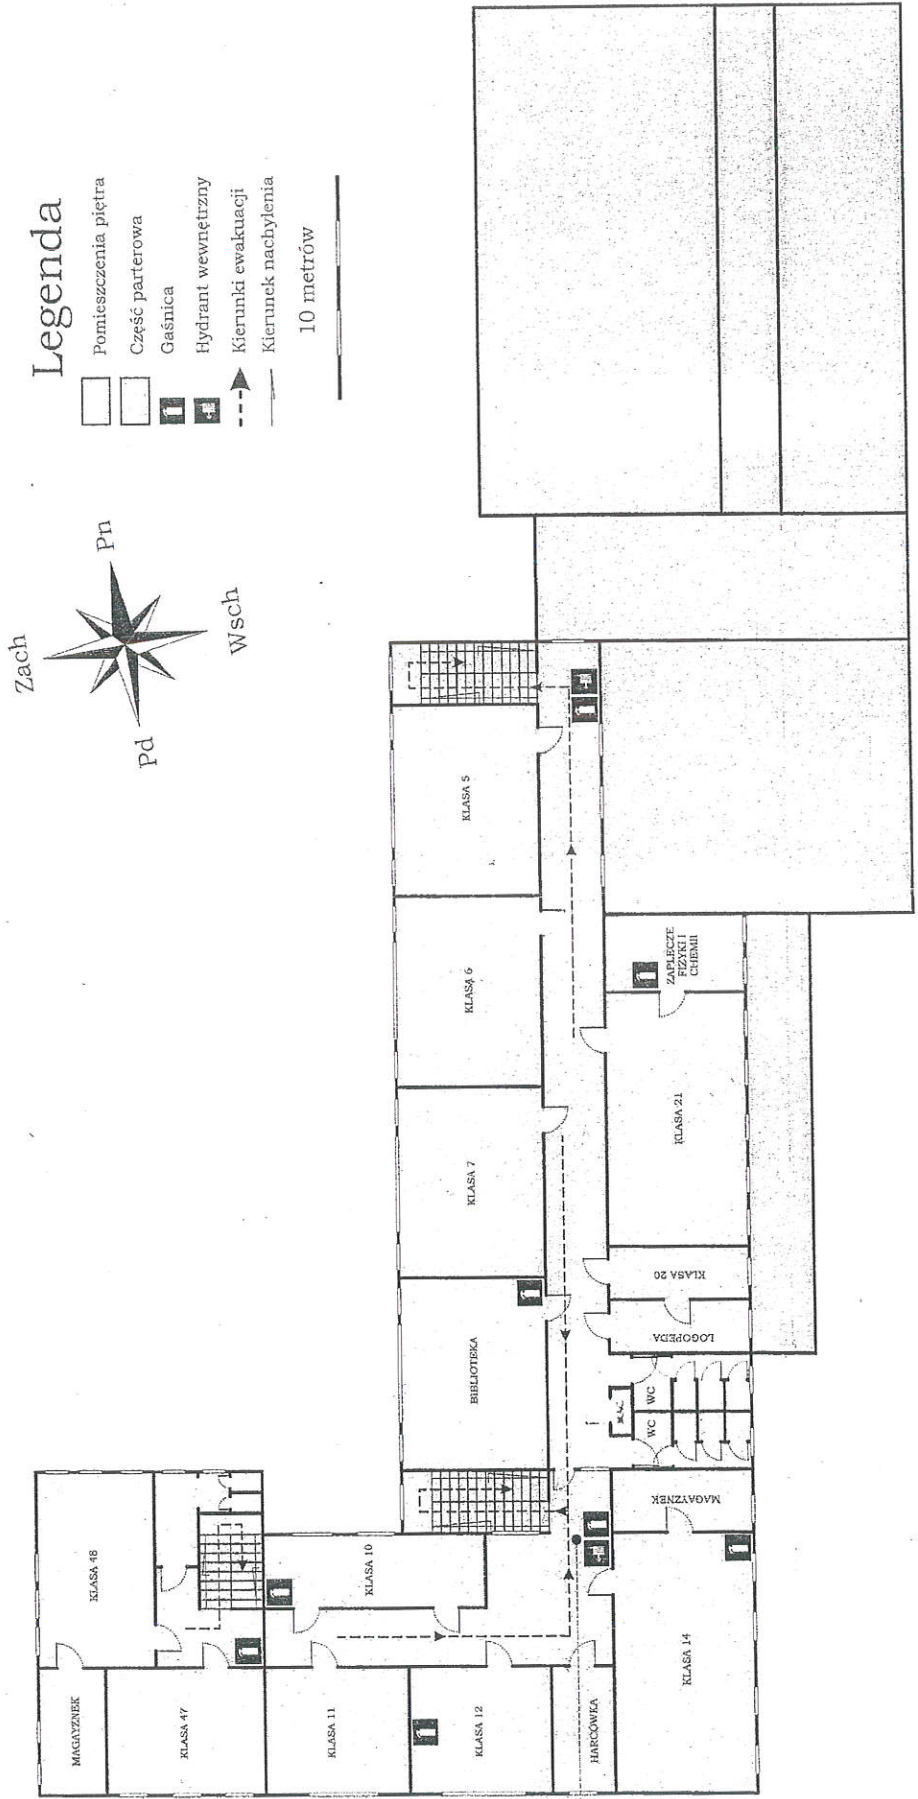 Legenda
Pomieszczenia piętra
Część parterowa
Gaśnica
Hydrant wewnętrzny
Kierunki ewakuacji
Kierunek nachylenia
10 metrów
Zach
Pn
Pd
Wsch
KLASA 5
KLASA 6
KLASA 7
BIBLIOTEKA
ZAPLECZE
FIZYKI I
CHEMII
KLASA 21
KLASA 20
LOGOPEDA
WC
WC
MAGAYZNEK
KLASA 14
HARCÓWKA
KLASA 12
KLASA 11
KLASA 10
KLASA 47
KLASA 48
MAGAYZNEK